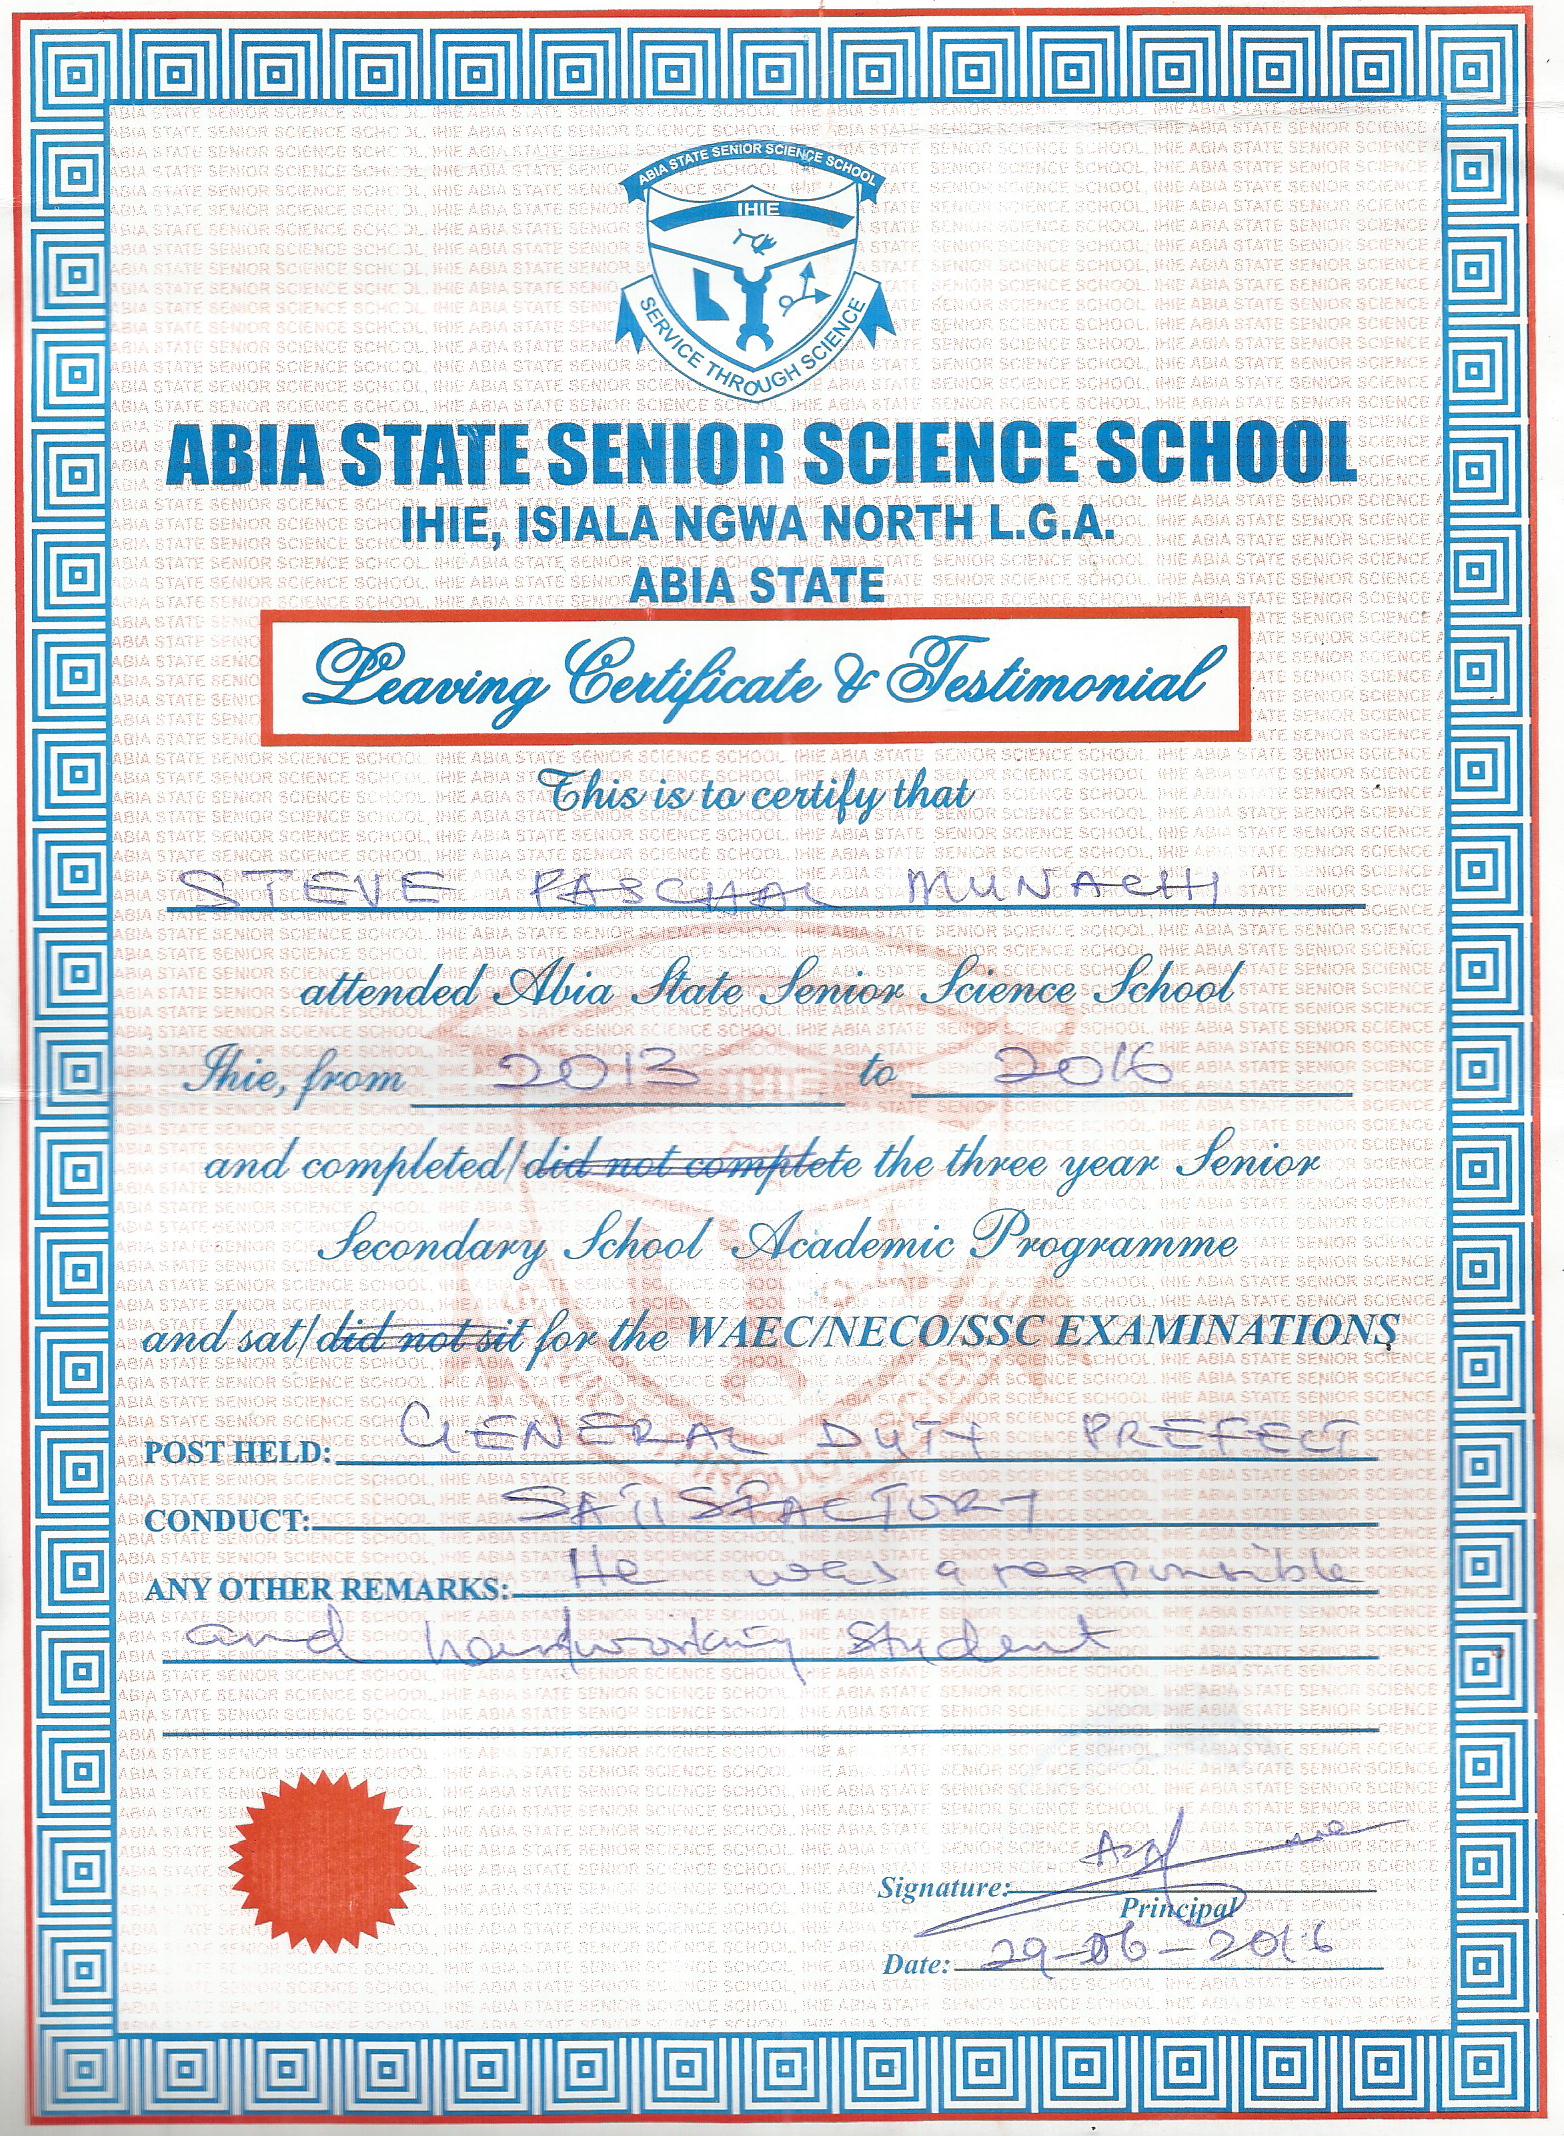 ABIA STATE SENIOR SCIENCE SCHOOL
IHIE
SERVICE THROUGH SCIENCE
ABIA STATE SENIOR SCIENCE SCHOOL
IHIE, ISIALA NGWA NORTH L.G.A.
ABIA STATE
Leaving Certificate & Testimonial
This is to certify that
STEVE PASCHAL MUNACHI
attended Abia State Senior Science School
Ihie, from 2013 to 2016
and completed/did not complete the three year Senior
Secondary School Academic Programme
and sat/did not sit for the WAEC/NECO/SSC EXAMINATIONS
POST HELD: GENERAL DUTY PREFECT
CONDUCT: SATISFACTORY
ANY OTHER REMARKS: He was a responsible
and hardworking student
Signature:
Principal
Date: 29-06-2016